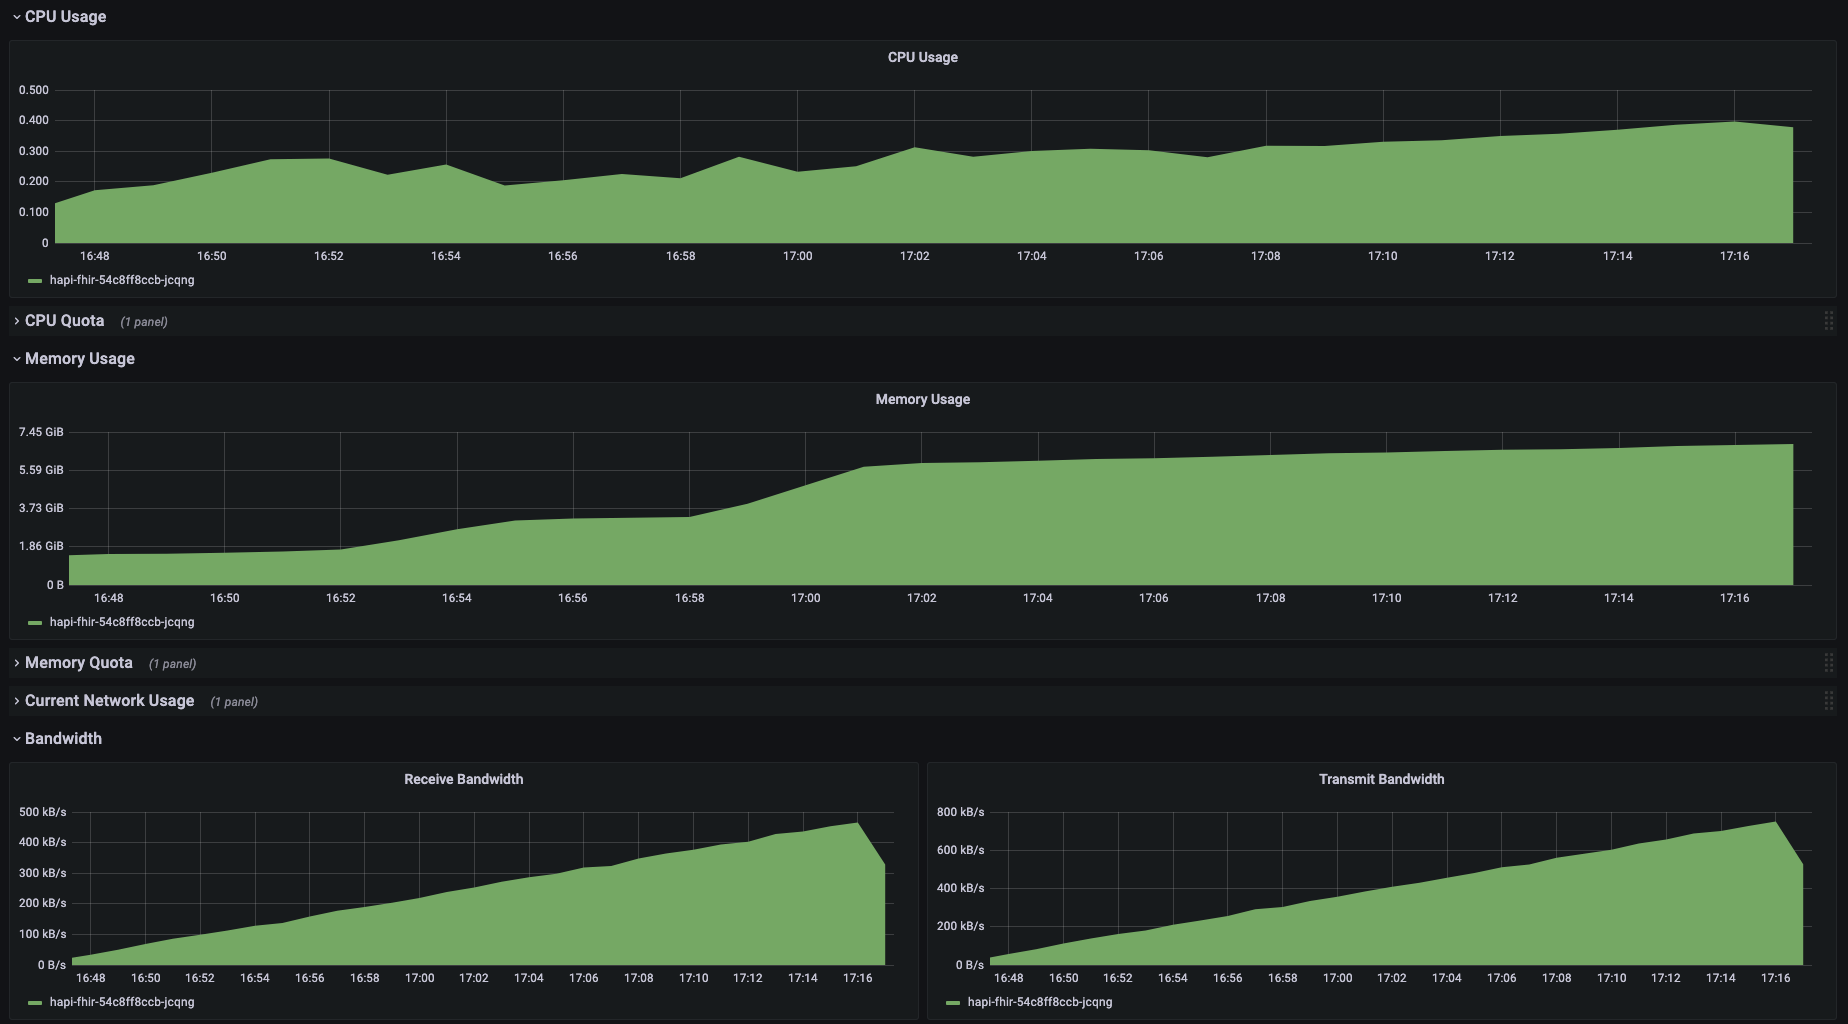 CPU Usage
CPU Usage
0.500
0.400
0.300
0.200
0.100
0
16:48 16:50 16:52 16:54 16:56 16:58 17:00 17:02 17:04 17:06 17:08 17:10 17:12 17:14 17:16
hapi-fhir-54c8ff8ccb-jcqng
CPU Quota (1 panel)
Memory Usage
Memory Usage
7.45 GiB
5.59 GiB
3.73 GiB
1.86 GiB
0 B
16:48 16:50 16:52 16:54 16:56 16:58 17:00 17:02 17:04 17:06 17:08 17:10 17:12 17:14 17:16
hapi-fhir-54c8ff8ccb-jcqng
Memory Quota (1 panel)
Current Network Usage (1 panel)
Bandwidth
Receive Bandwidth
500 kB/s
400 kB/s
300 kB/s
200 kB/s
100 kB/s
0 B/s
16:48 16:50 16:52 16:54 16:56 16:58 17:00 17:02 17:04 17:06 17:08 17:10 17:12 17:14 17:16
hapi-fhir-54c8ff8ccb-jcqng
Transmit Bandwidth
800 kB/s
600 kB/s
400 kB/s
200 kB/s
0 B/s
16:48 16:50 16:52 16:54 16:56 16:58 17:00 17:02 17:04 17:06 17:08 17:10 17:12 17:14 17:16
hapi-fhir-54c8ff8ccb-jcqng